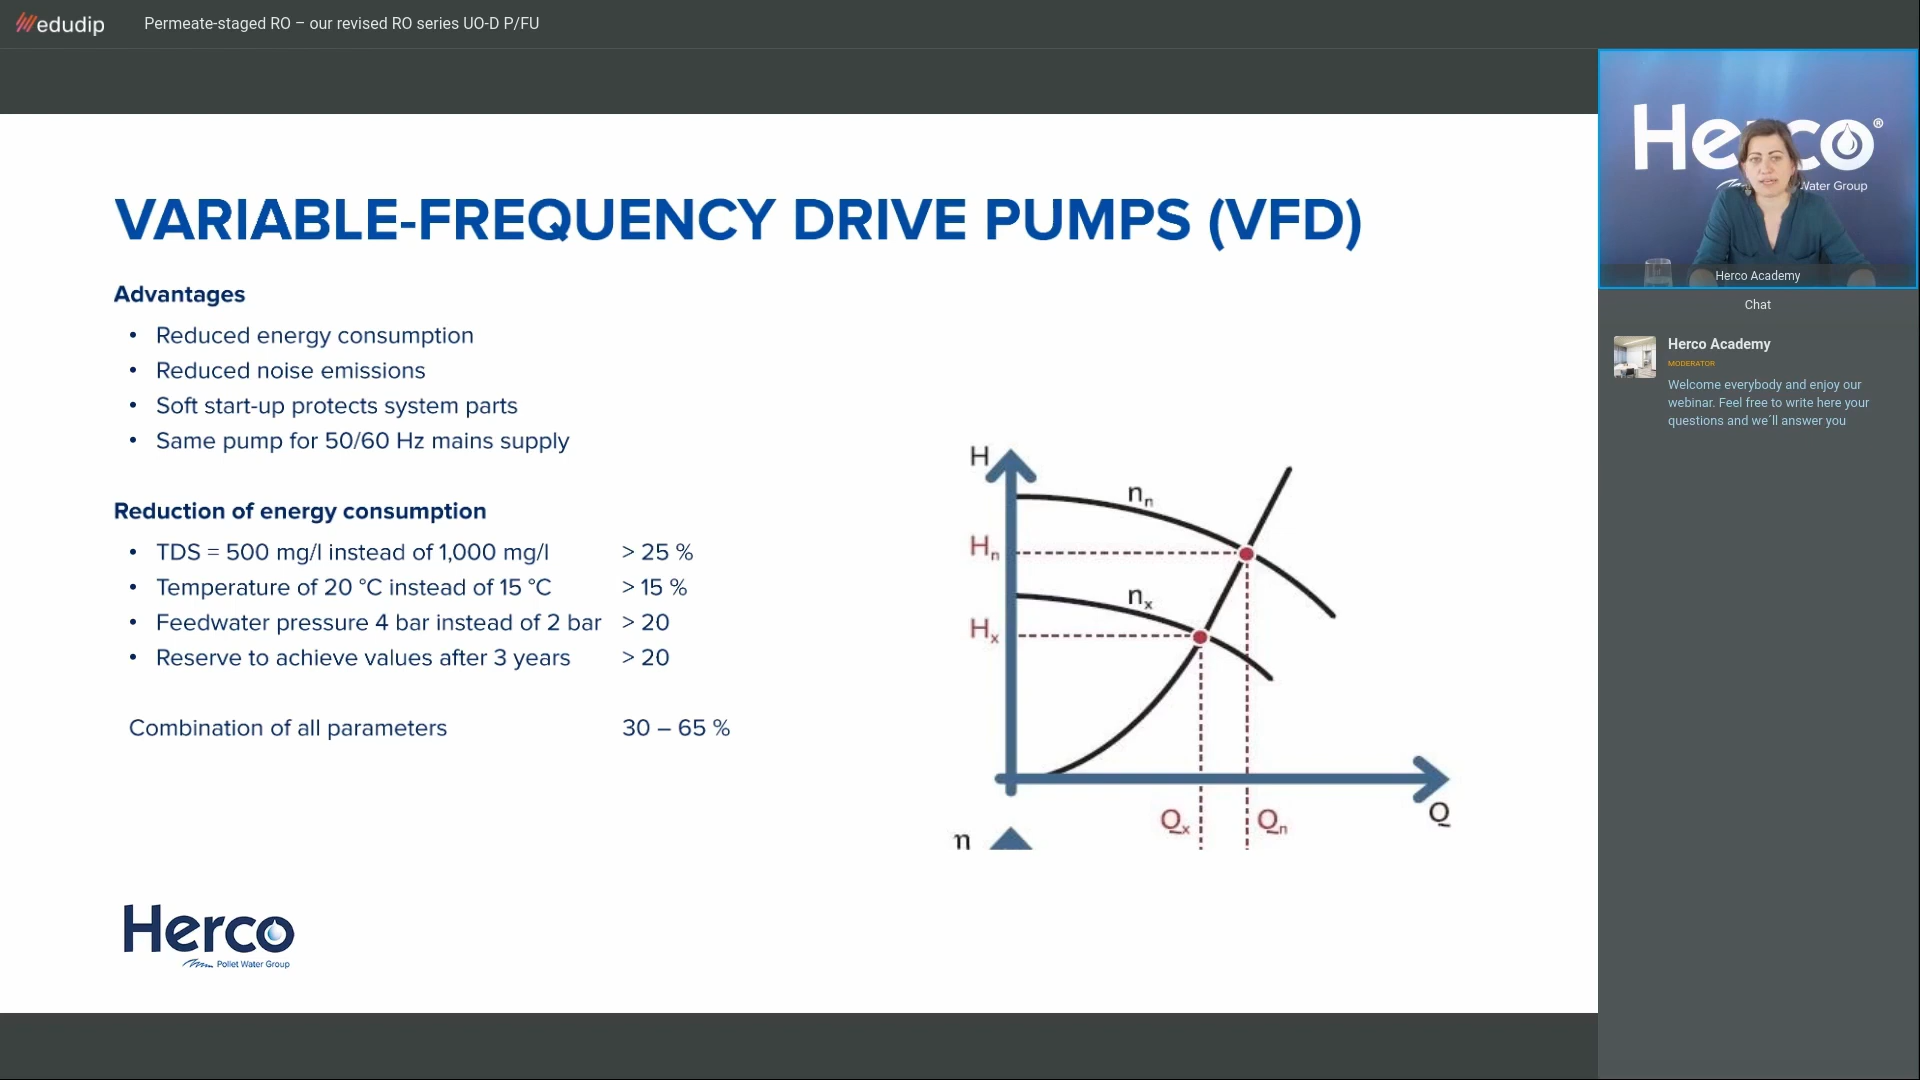 edudip
Permeate-staged RO – our revised RO series UO-D P/FU
VARIABLE-FREQUENCY DRIVE PUMPS (VFD)
Advantages
• Reduced energy consumption
• Reduced noise emissions
• Soft start-up protects system parts
• Same pump for 50/60 Hz mains supply
Reduction of energy consumption
• TDS = 500 mg/l instead of 1,000 mg/l > 25 %
• Temperature of 20 °C instead of 15 °C > 15 %
• Feedwater pressure 4 bar instead of 2 bar > 20
• Reserve to achieve values after 3 years > 20
Combination of all parameters 30 – 65 %
H
nn
Hn
nx
Hx
Qx Qn
Q
Herco
Pollet Water Group
Herco®
Water Group
Herco Academy
Chat
Herco Academy
MODERATOR
Welcome everybody and enjoy our
webinar. Feel free to write here your
questions and we´ll answer you